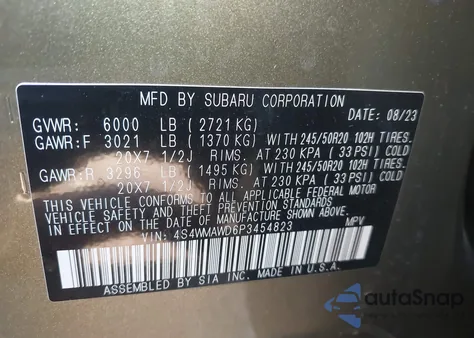 MFD BY SUBARU CORPORATION 08/23
GVWR: 6000 LB (2721 KG)
GAWR:F 3021 LB (1370 KG) WITH 245/50R20 102H TIRES.
20X7 1/2J RIMS. AT 230 KPA (33 PSI) COLD
GAWR:R 3296 LB (1495 KG) WITH 245/50R20 102H TIRES.
20X7 1/2J RIMS. AT 230 KPA (33 PSI) COLD
THIS VEHICLE CONFORMS TO ALL APPLICABLE FEDERAL MOTOR
VEHICLE SAFETY AND THEFT PREVENTION STANDARDS
IN EFFECT ON THE DATE OF MANUFACTURE SHOWN ABOVE.
VIN: 4S4WMAWD6P3454823 MPV
ASSEMBLED BY SIA INC. MADE IN U.S.A.
autoSnap